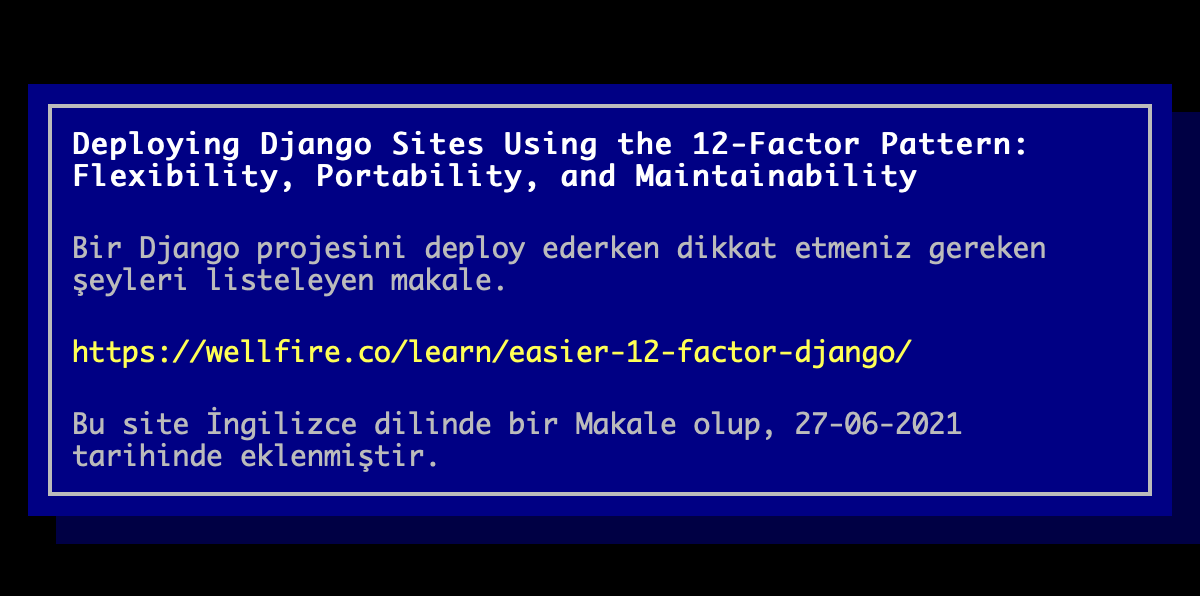 Deploying Django Sites Using the 12-Factor Pattern:
Flexibility, Portability, and Maintainability
Bir Django projesini deploy ederken dikkat etmeniz gereken
şeyleri listeleyen makale.
https://wellfire.co/learn/easier-12-factor-django/
Bu site İngilizce dilinde bir Makale olup, 27-06-2021
tarihinde eklenmiştir.